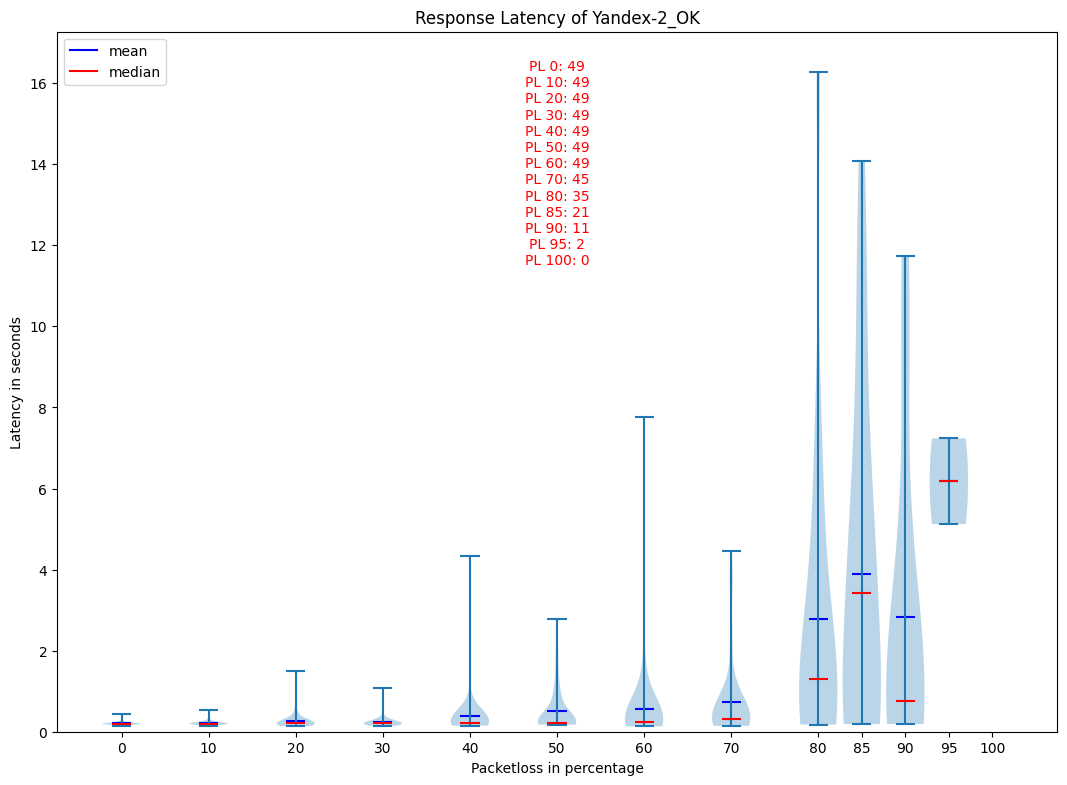 Response Latency of Yandex-2_OK
mean
median
PL 0: 49
PL 10: 49
PL 20: 49
PL 30: 49
PL 40: 49
PL 50: 49
PL 60: 49
PL 70: 45
PL 80: 35
PL 85: 21
PL 90: 11
PL 95: 2
PL 100: 0
Latency in seconds
16
14
12
10
8
6
4
2
0
0 10 20 30 40 50 60 70 80 85 90 95 100
Packetloss in percentage